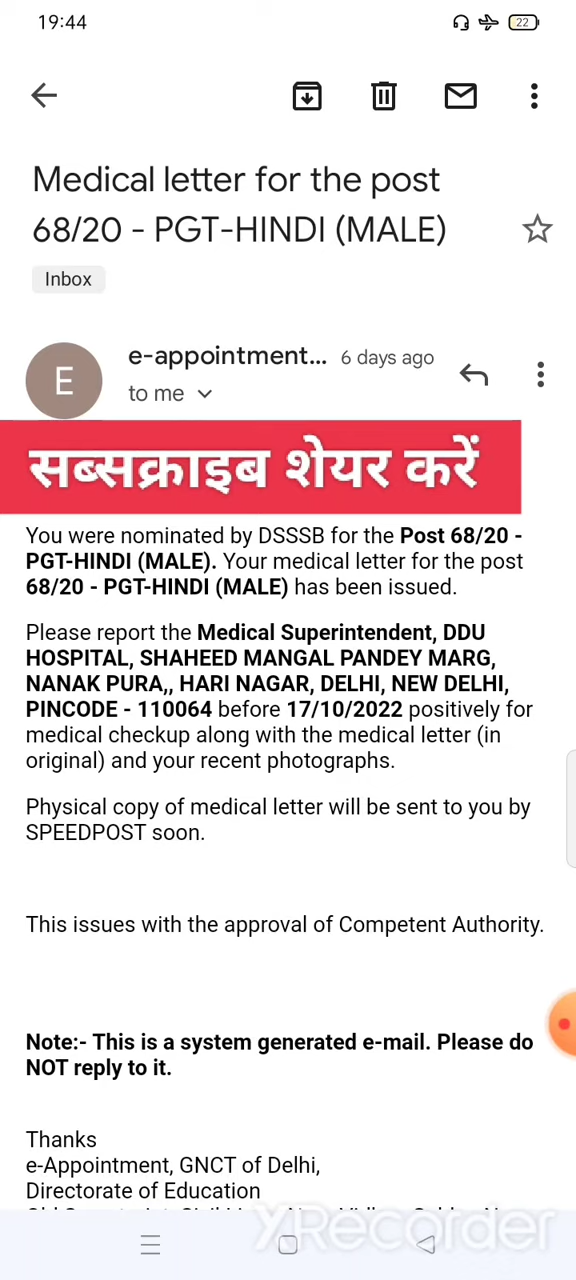 19:44
22
Medical letter for the post
68/20 - PGT-HINDI (MALE)
Inbox
E
e-appointment... 6 days ago
to me
सब्सक्राइब शेयर करें
You were nominated by DSSSB for the Post 68/20 -
PGT-HINDI (MALE). Your medical letter for the post
68/20 - PGT-HINDI (MALE) has been issued.
Please report the Medical Superintendent, DDU
HOSPITAL, SHAHEED MANGAL PANDEY MARG,
NANAK PURA,, HARI NAGAR, DELHI, NEW DELHI,
PINCODE - 110064 before 17/10/2022 positively for
medical checkup along with the medical letter (in
original) and your recent photographs.
Physical copy of medical letter will be sent to you by
SPEEDPOST soon.
This issues with the approval of Competent Authority.
Note:- This is a system generated e-mail. Please do
NOT reply to it.
Thanks
e-Appointment, GNCT of Delhi,
Directorate of Education
XRecorder